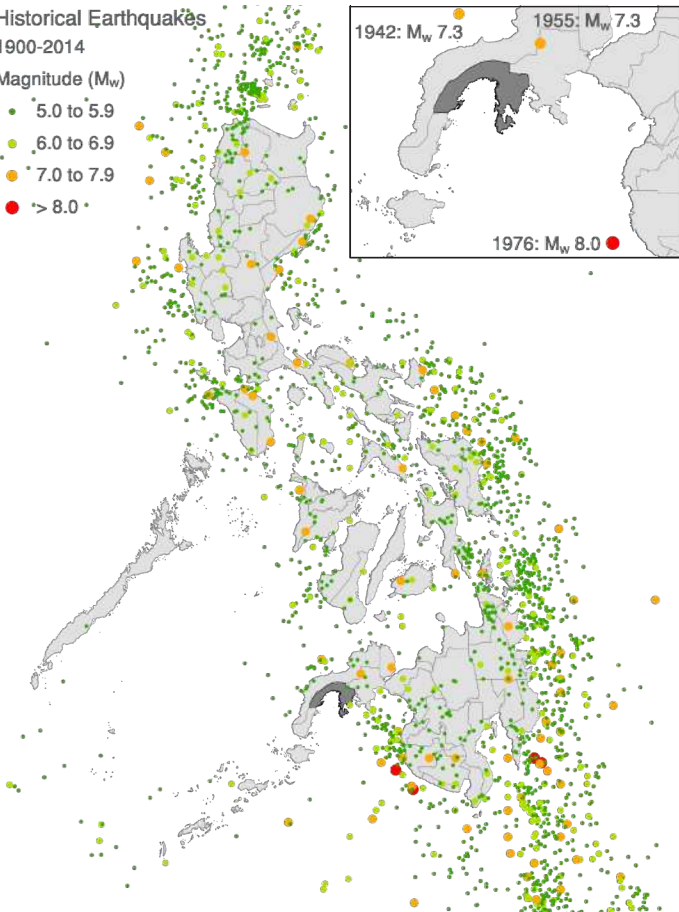 Historical Earthquakes
1900-2014
Magnitude (Mw)
5.0 to 5.9
6.0 to 6.9
7.0 to 7.9
> 8.0
1942: Mw 7.3
1955: Mw 7.3
1976: Mw 8.0